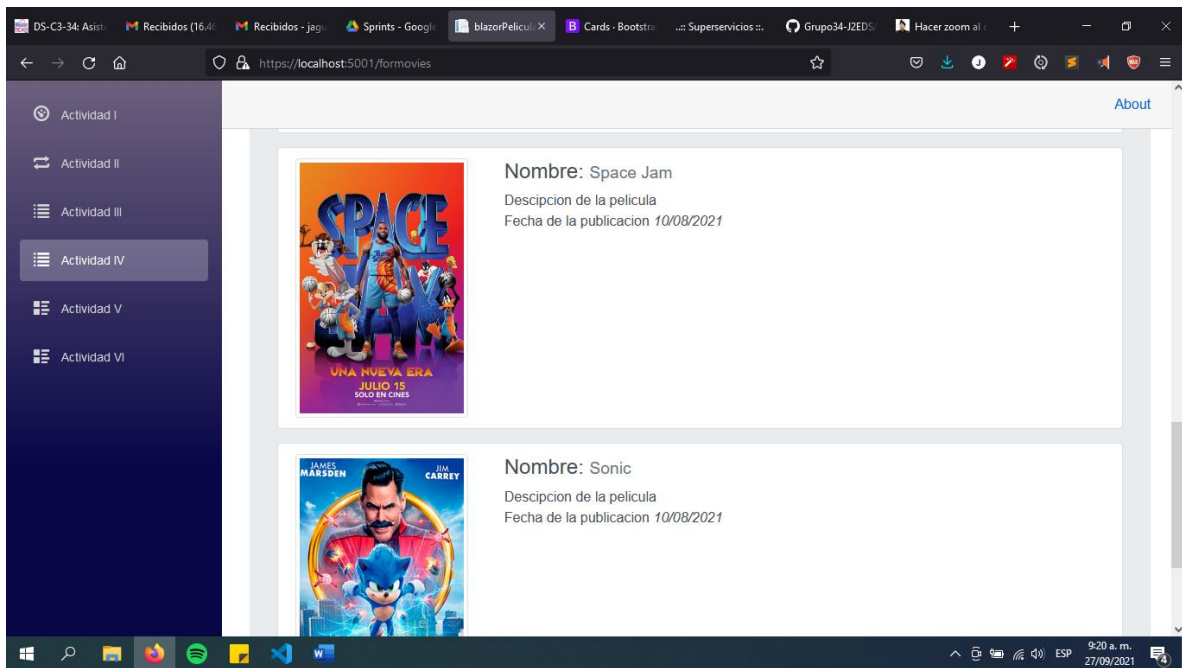 DS-C3-34: Asist
Recibidos (16.46
Recibidos - jagu
Sprints - Google
blazorPelicul
Cards · Bootstra
..:: Superservicios ::.
Grupo34-J2EDS/
Hacer zoom al c
https://localhost:5001/formovies
About
Actividad I
Actividad II
Actividad III
Actividad IV
Actividad V
Actividad VI
SPACE
JAM
UNA NUEVA ERA
JULIO 15
SOLO EN CINES
Nombre: Space Jam
Descipcion de la pelicula
Fecha de la publicacion 10/08/2021
JAMES
MARSDEN
JIM
CARREY
Nombre: Sonic
Descipcion de la pelicula
Fecha de la publicacion 10/08/2021
ESP
9:20 a. m.
27/09/2021
4